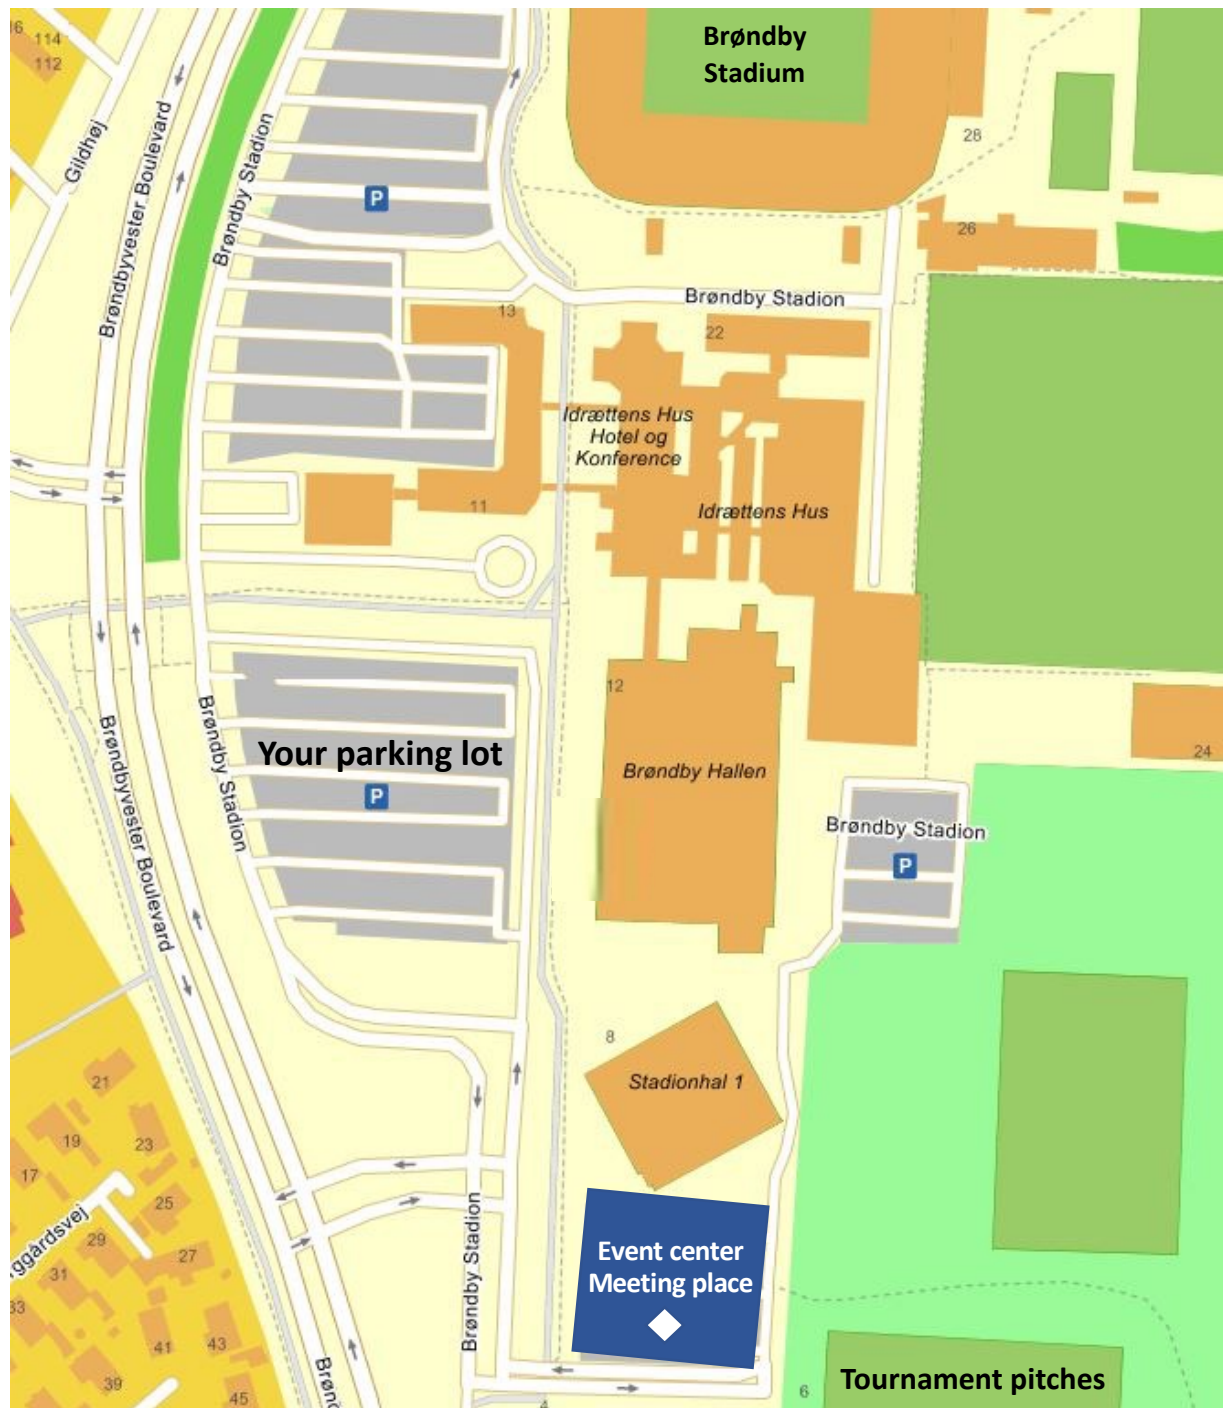 16
114
112
Gildhøj
Brøndbyvester Boulevard
Brøndby Stadion
P
Brøndby
Stadium
28
26
Brøndby Stadion
13
22
Idrættens Hus
Hotel og
Konference
11
Idrættens Hus
12
24
Your parking lot
P
Brøndby Stadion
Brøndbyvester Boulevard
Brøndby Hallen
Brøndby Stadion
P
8
Stadionhal 1
21
19
23
17
25
29
27
31
33
41
43
39
45
ggårdsvej
Brøndby Stadion
Event center
Meeting place
Tournament pitches
6
4